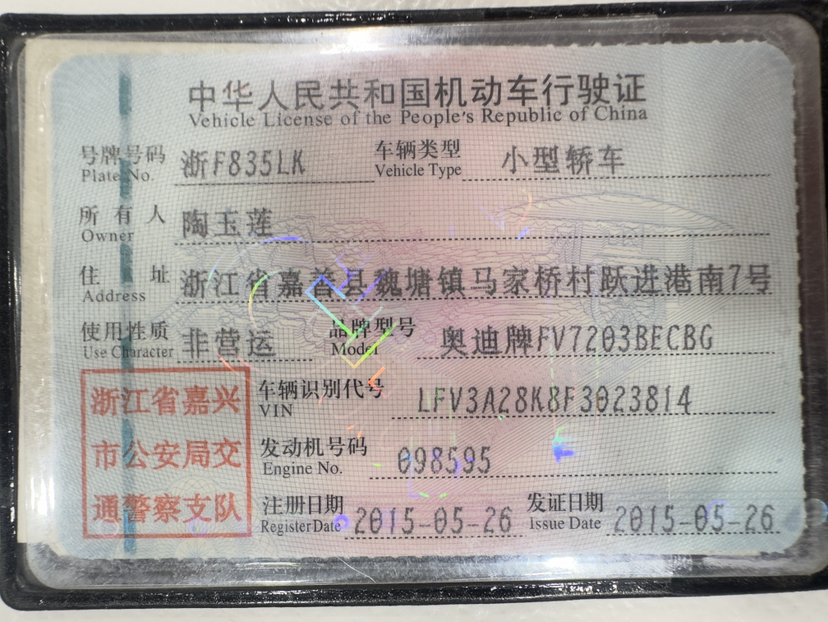 中华人民共和国机动车行驶证
Vehicle License of the People's Republic of China
号牌号码 浙F835LK 车辆类型 小型轿车
Plate No. Vehicle Type
所有人 陶玉莲
Owner
住址 浙江省嘉善县魏塘镇马家桥村跃进港南7号
Address
使用性质 非营运 品牌型号 奥迪牌FV7203BECBG
Use Character Model
浙江省嘉兴
市公安局交
通警察支队
车辆识别代号 LFV3A28K8F3023814
VIN
发动机号码 098595
Engine No.
注册日期 2015-05-26 发证日期 2015-05-26
Register Date Issue Date